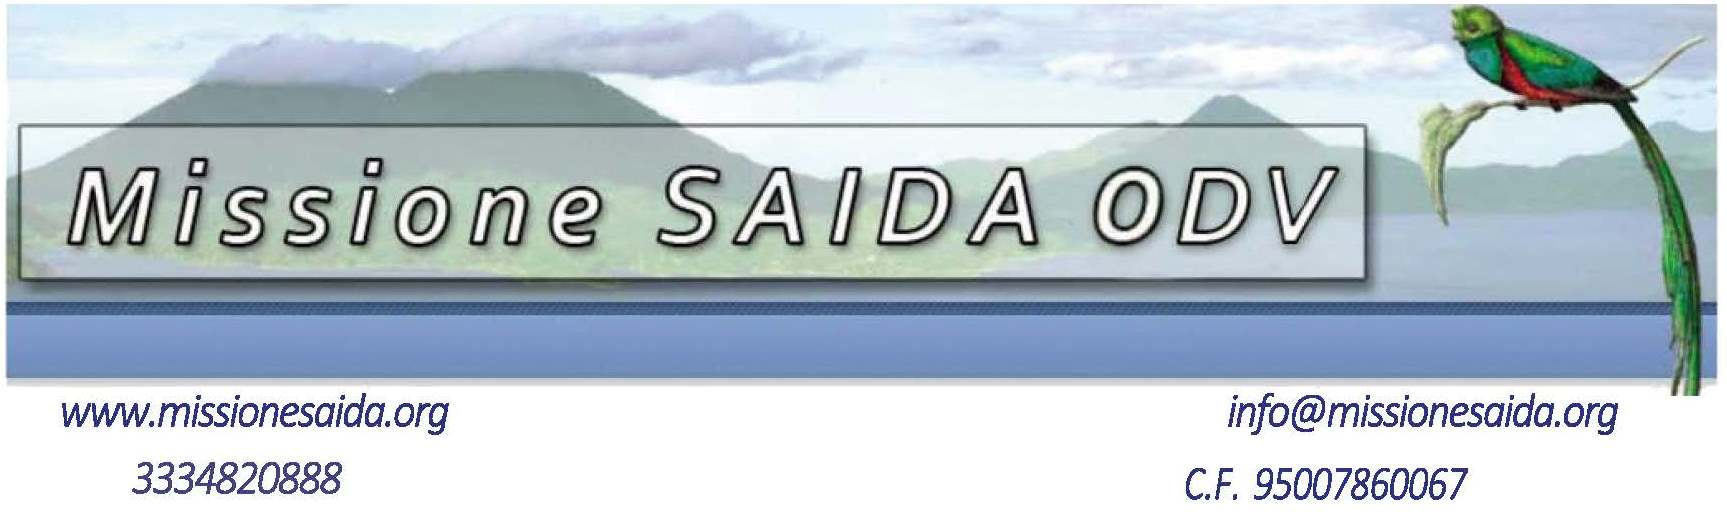 Missione SAIDA ODV
www.missionesaida.org
info@missionesaida.org
3334820888
C.F. 95007860067